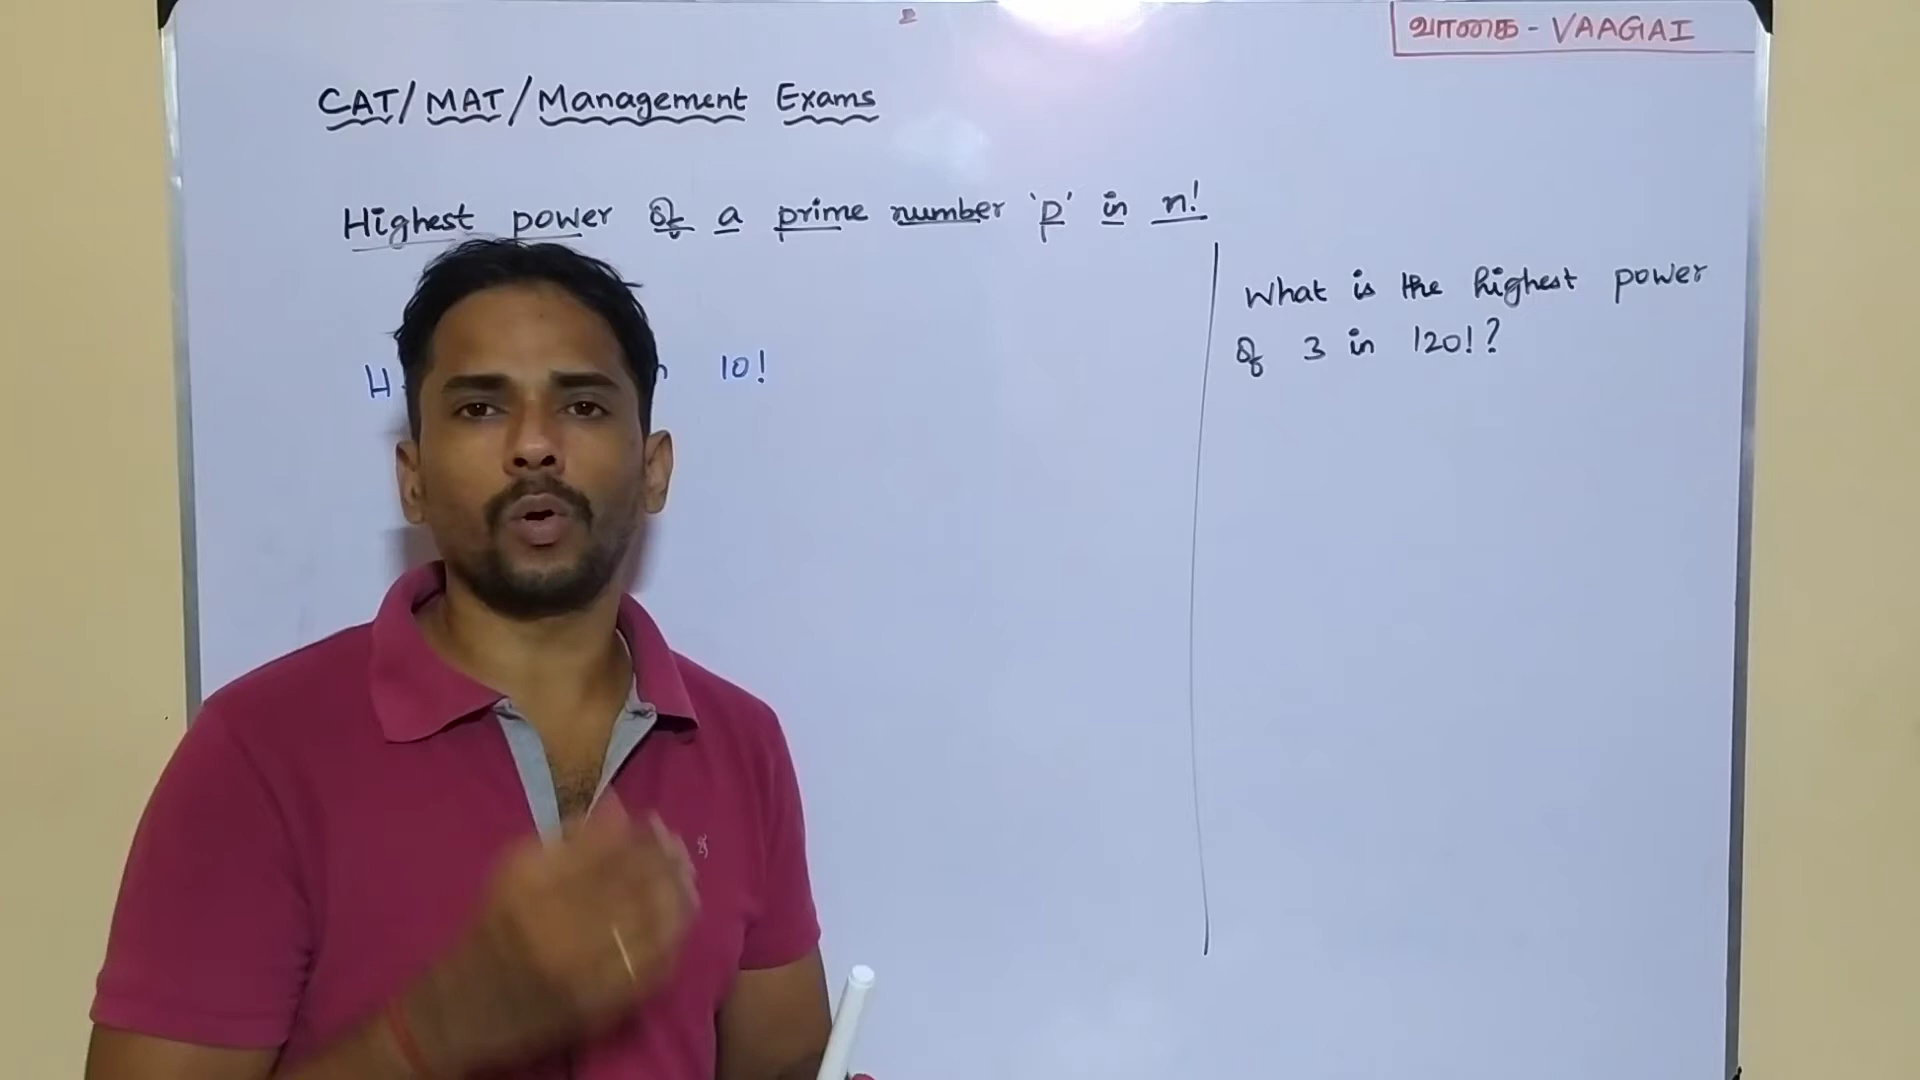 வாகை - VAAGAI
CAT/MAT/Management Exams
Highest power of a prime number 'p' in n!
H. 10!
What is the highest power
of 3 in 120!?